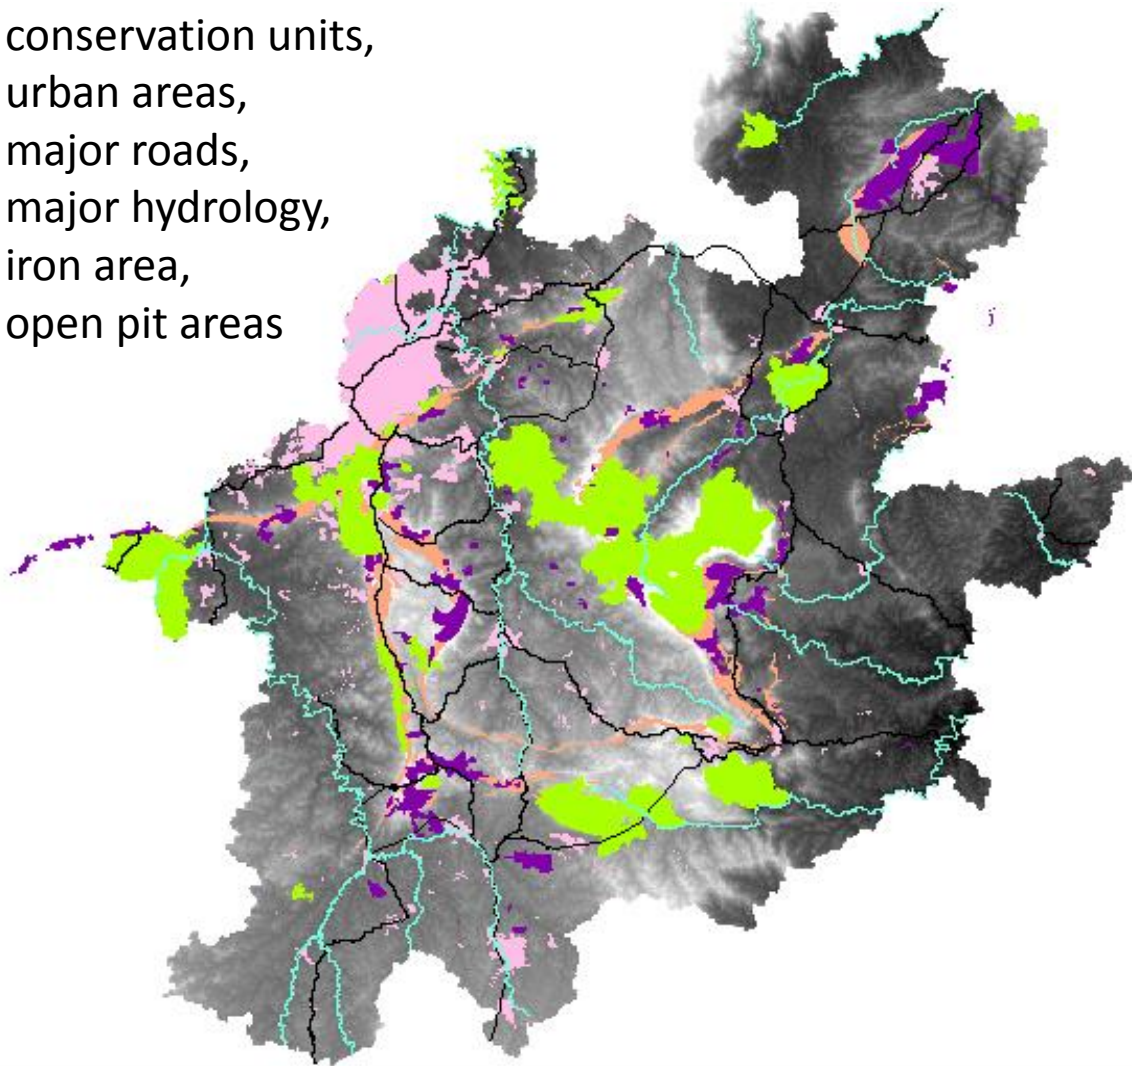 conservation units,
urban areas,
major roads,
major hydrology,
iron area,
open pit areas